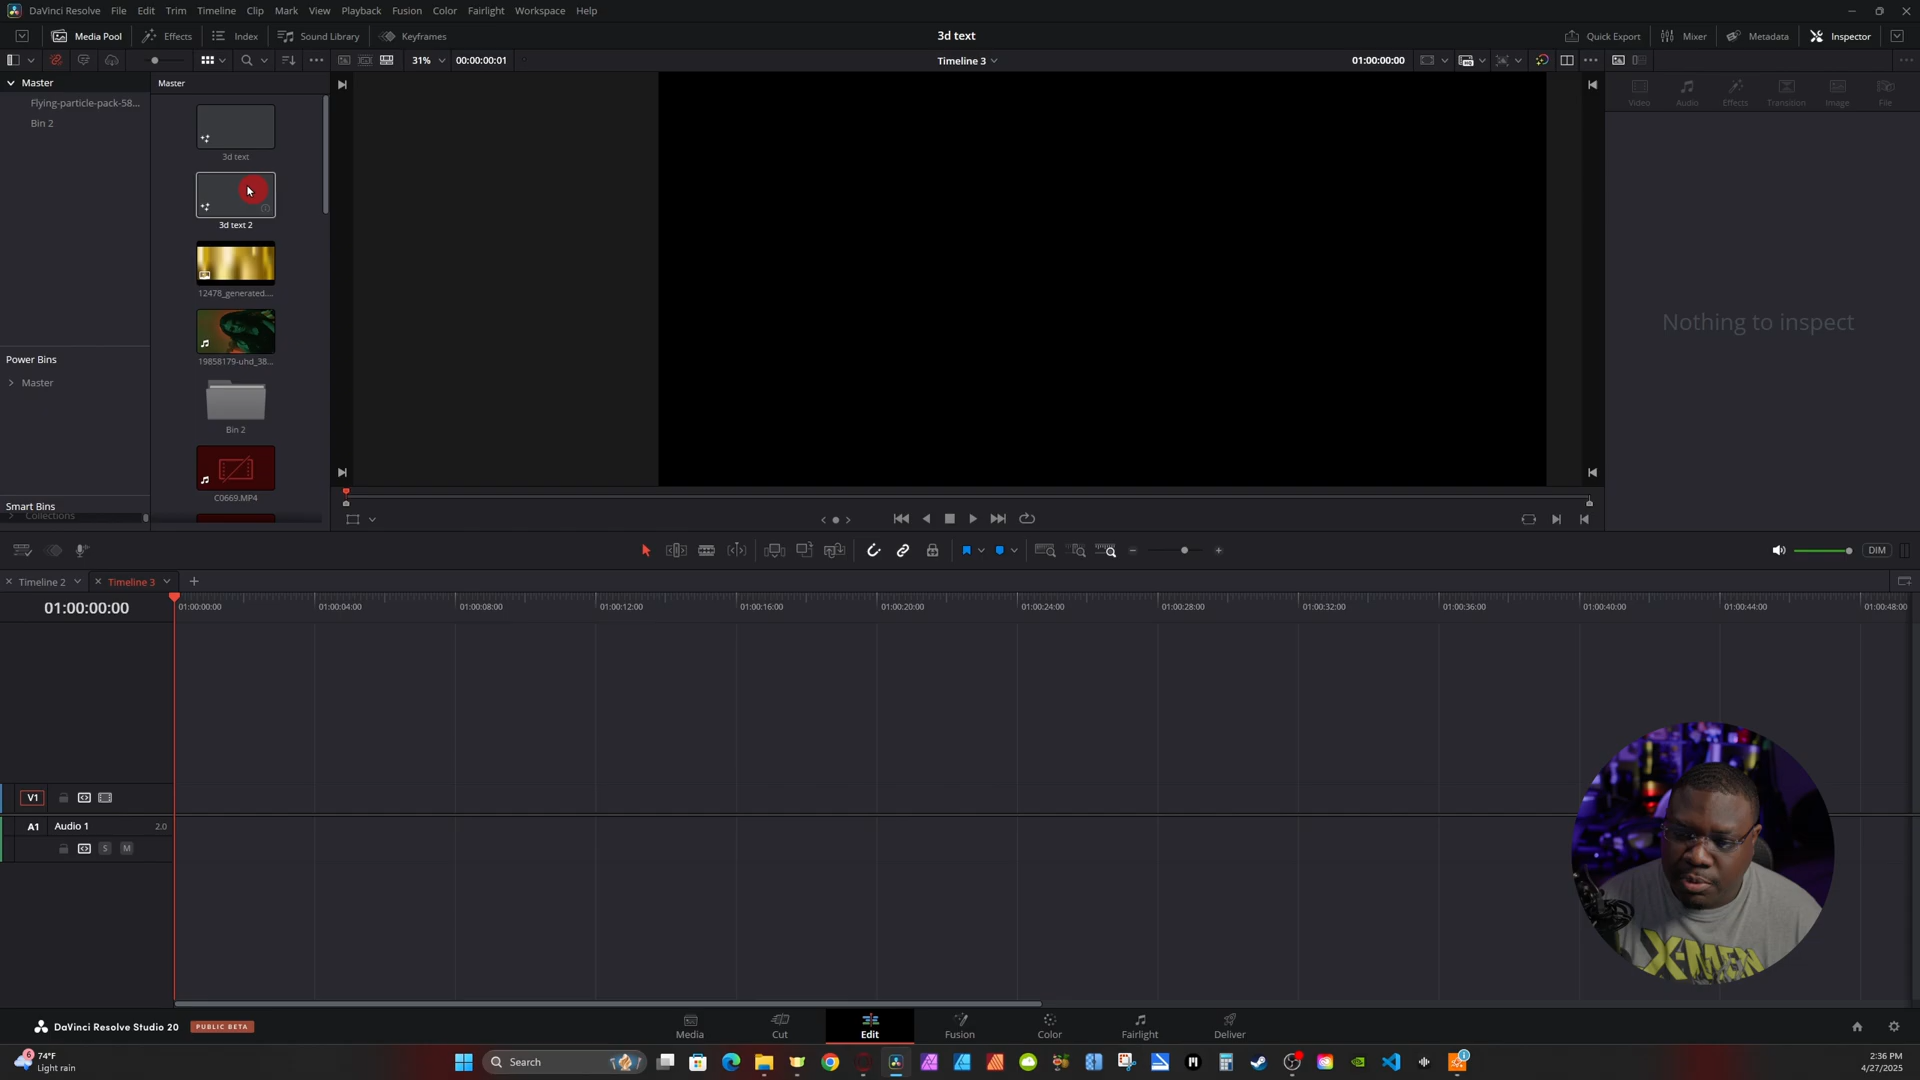 DaVinci Resolve File Edit Trim Timeline Clip Mark View Playback Fusion Color Fairlight Workspace Help
Media Pool Effects Index Sound Library Keyframes 3d text Quick Export Mixer Metadata Inspector
31% 00:00:00:01 Timeline 3 01:00:00:00
Master Master
Video Audio Effects Transition Image File
Flying-particle-pack-58...
Bin 2
3d text
3d text 2
12478_generated....
Nothing to inspect
19858179-uhd_38...
Power Bins
Master
Bin 2
C0669.MP4
Smart Bins
Collections
DIM
Timeline 2 Timeline 3
01:00:00:00 01:00:00:00 01:00:04:00 01:00:08:00 01:00:12:00 01:00:16:00 01:00:20:00 01:00:24:00 01:00:28:00 01:00:32:00 01:00:36:00 01:00:40:00 01:00:44:00 01:00:48:00
V1
A1 Audio 1 2.0
S M
X-MEN
DaVinci Resolve Studio 20 PUBLIC BETA
Media Cut Edit Fusion Color Fairlight Deliver
6 74°F
Light rain
Search
2:36 PM
4/27/2025